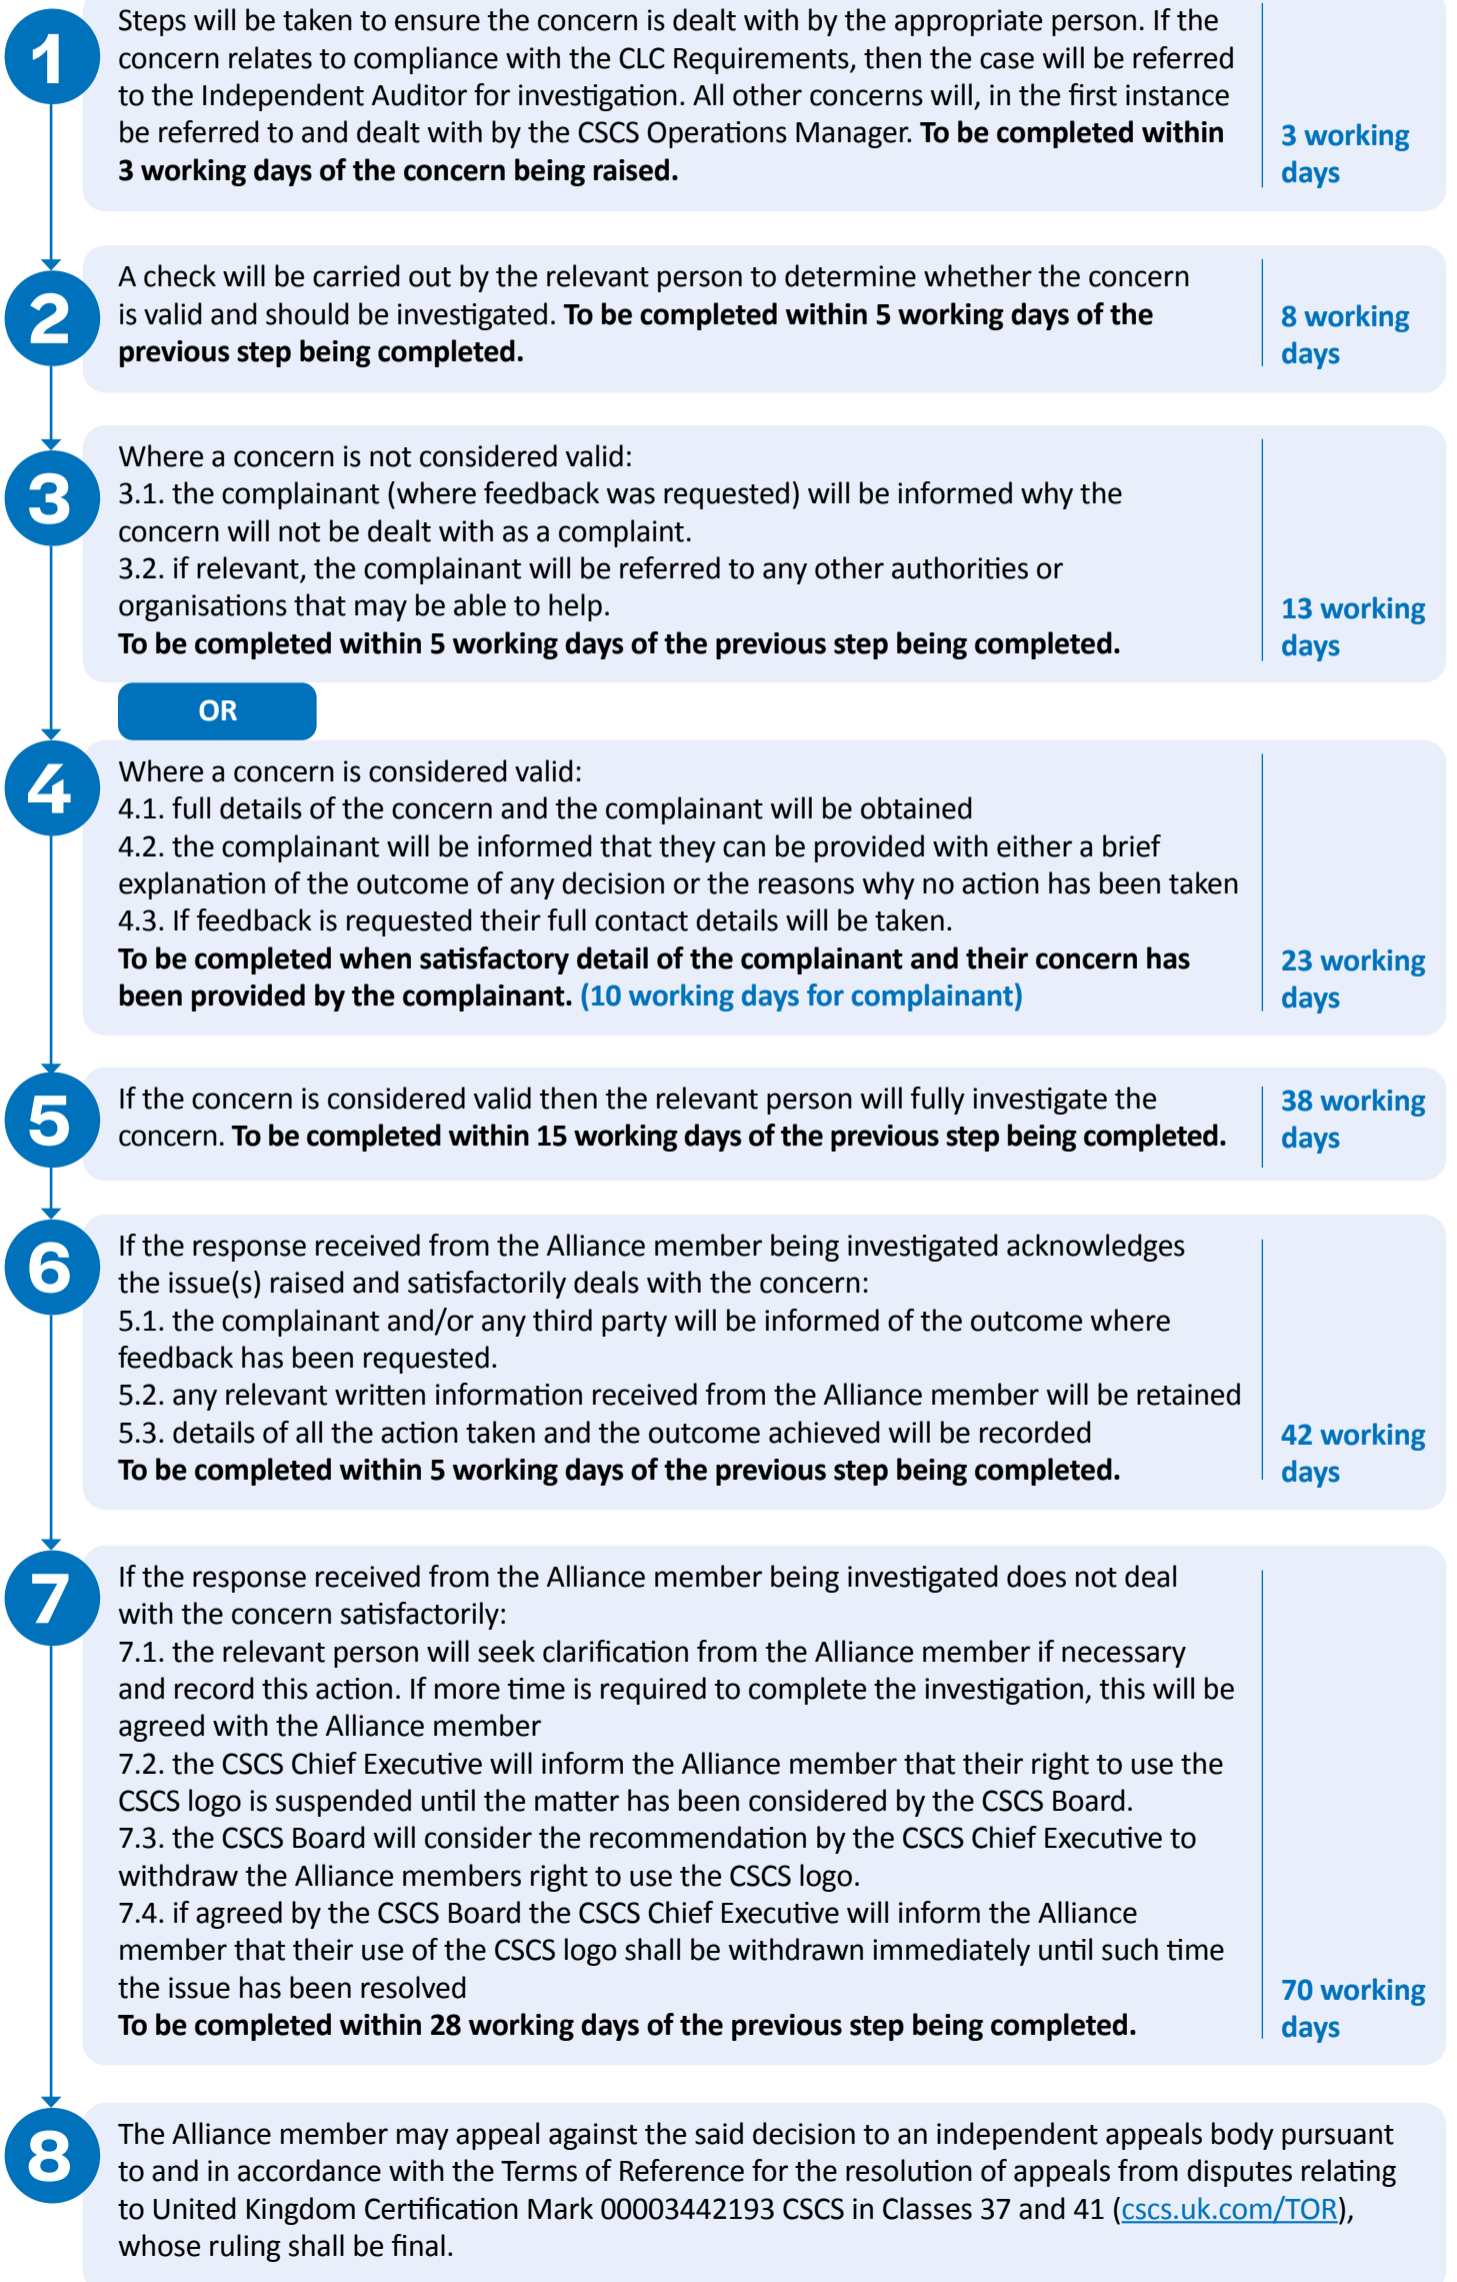 1
Steps will be taken to ensure the concern is dealt with by the appropriate person. If the
concern relates to compliance with the CLC Requirements, then the case will be referred
to the Independent Auditor for investigation. All other concerns will, in the first instance
be referred to and dealt with by the CSCS Operations Manager. To be completed within
3 working days of the concern being raised.
3 working
days
2
A check will be carried out by the relevant person to determine whether the concern
is valid and should be investigated. To be completed within 5 working days of the
previous step being completed.
8 working
days
3
Where a concern is not considered valid:
3.1. the complainant (where feedback was requested) will be informed why the
concern will not be dealt with as a complaint.
3.2. if relevant, the complainant will be referred to any other authorities or
organisations that may be able to help.
To be completed within 5 working days of the previous step being completed.
13 working
days
OR
4
Where a concern is considered valid:
4.1. full details of the concern and the complainant will be obtained
4.2. the complainant will be informed that they can be provided with either a brief
explanation of the outcome of any decision or the reasons why no action has been taken
4.3. If feedback is requested their full contact details will be taken.
To be completed when satisfactory detail of the complainant and their concern has
been provided by the complainant. (10 working days for complainant)
23 working
days
5
If the concern is considered valid then the relevant person will fully investigate the
concern. To be completed within 15 working days of the previous step being completed.
38 working
days
6
If the response received from the Alliance member being investigated acknowledges
the issue(s) raised and satisfactorily deals with the concern:
5.1. the complainant and/or any third party will be informed of the outcome where
feedback has been requested.
5.2. any relevant written information received from the Alliance member will be retained
5.3. details of all the action taken and the outcome achieved will be recorded
To be completed within 5 working days of the previous step being completed.
42 working
days
7
If the response received from the Alliance member being investigated does not deal
with the concern satisfactorily:
7.1. the relevant person will seek clarification from the Alliance member if necessary
and record this action. If more time is required to complete the investigation, this will be
agreed with the Alliance member
7.2. the CSCS Chief Executive will inform the Alliance member that their right to use the
CSCS logo is suspended until the matter has been considered by the CSCS Board.
7.3. the CSCS Board will consider the recommendation by the CSCS Chief Executive to
withdraw the Alliance members right to use the CSCS logo.
7.4. if agreed by the CSCS Board the CSCS Chief Executive will inform the Alliance
member that their use of the CSCS logo shall be withdrawn immediately until such time
the issue has been resolved
To be completed within 28 working days of the previous step being completed.
70 working
days
8
The Alliance member may appeal against the said decision to an independent appeals body pursuant
to and in accordance with the Terms of Reference for the resolution of appeals from disputes relating
to United Kingdom Certification Mark 00003442193 CSCS in Classes 37 and 41 (cscs.uk.com/TOR),
whose ruling shall be final.